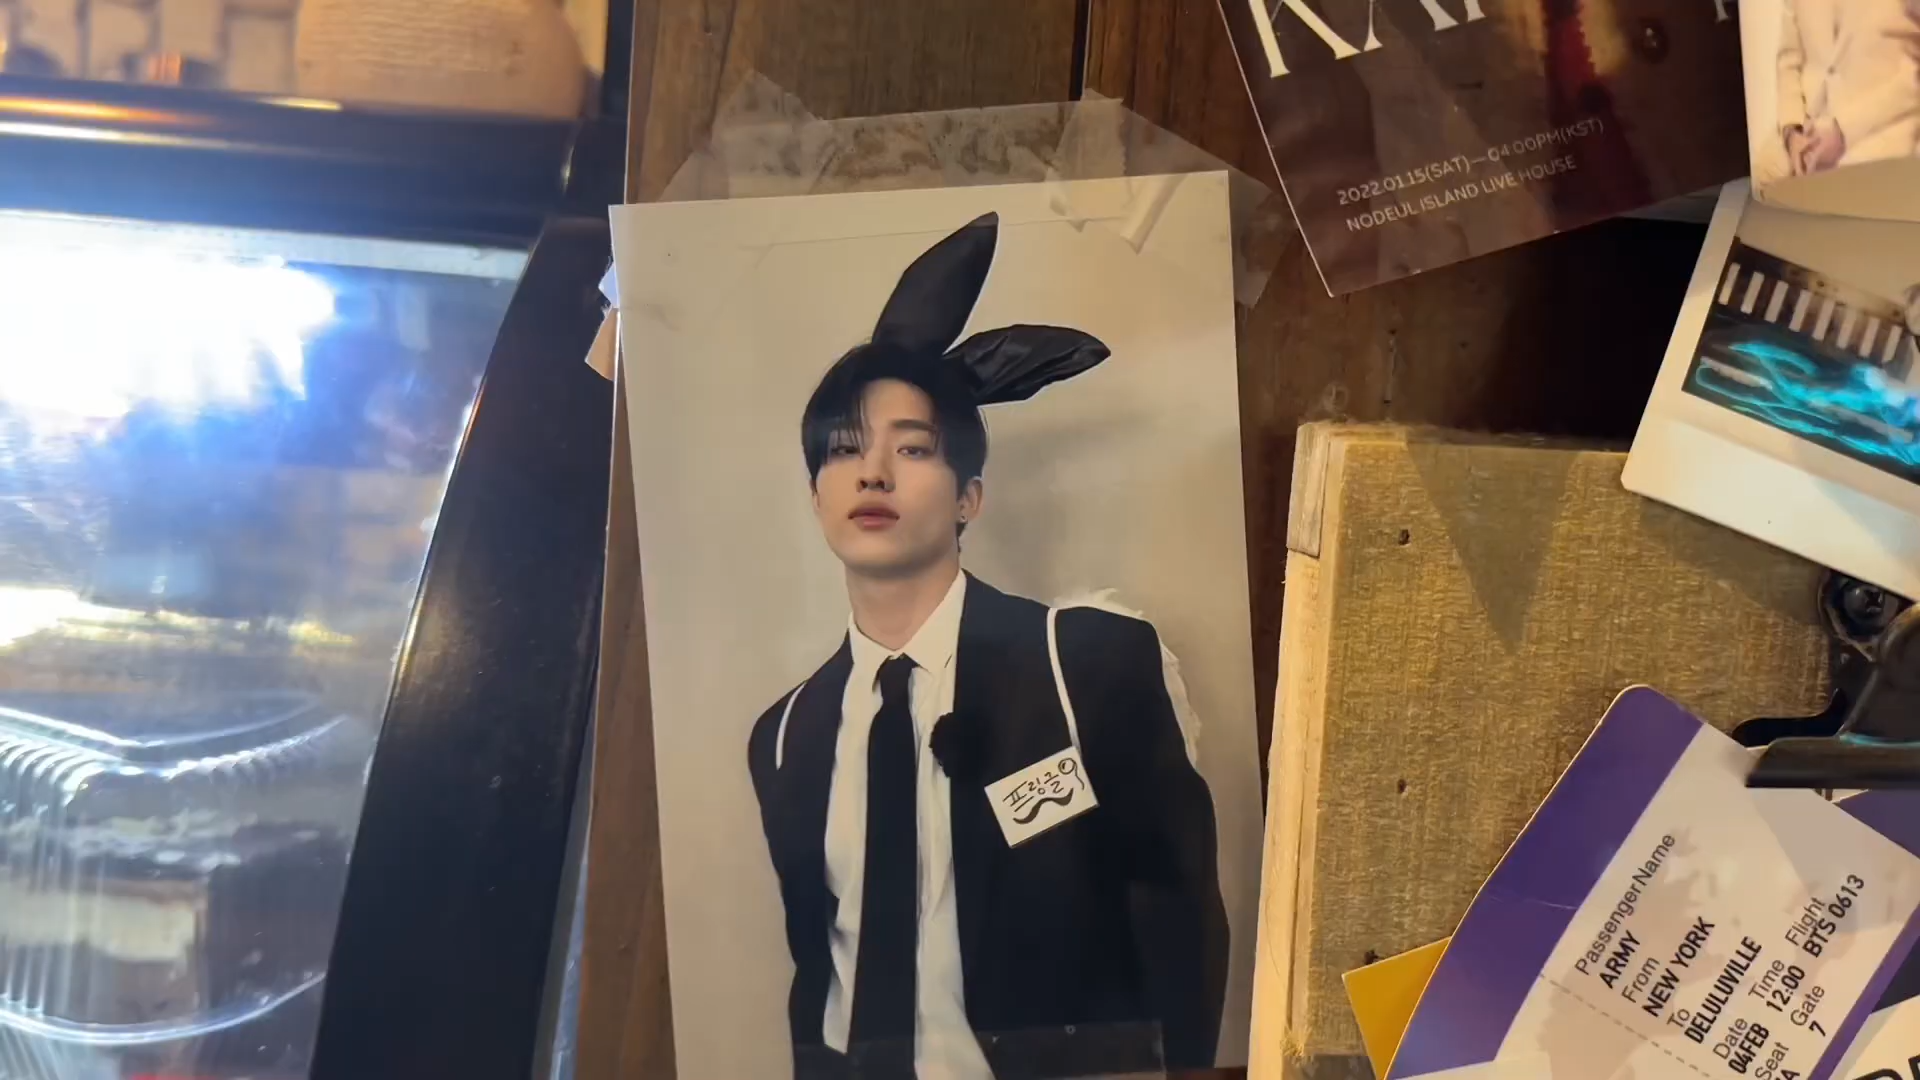 2022.01.15(SAT)—04:00PM(KST)
NODEUL ISLAND LIVE HOUSE
프링글
Passenger Name
ARMY
From
NEW YORK
To
DELULUVILLE
Date Time Flight
04FEB 12:00 BTS 0613
Seat Gate
A 7